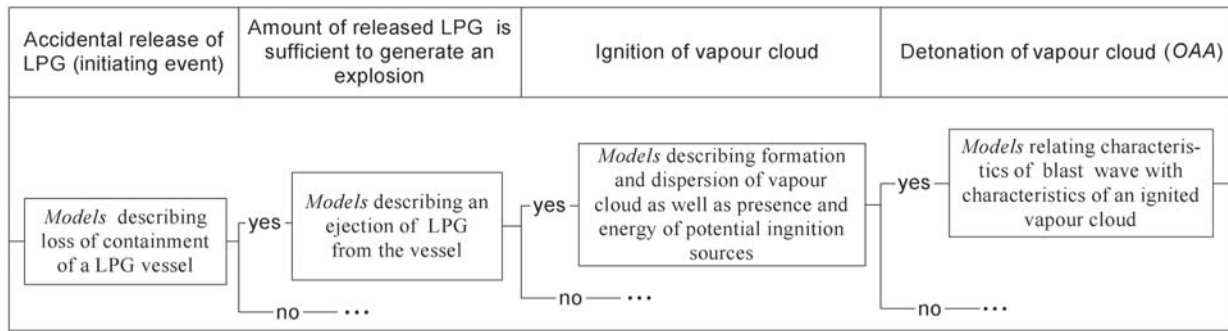 Accidental release of
LPG (initiating event)
Amount of released LPG is
sufficient to generate an
explosion
Ignition of vapour cloud
Detonation of vapour cloud (OAA)
Models describing
loss of containment
of a LPG vessel
yes
no ...
Models describing an
ejection of LPG
from the vessel
yes
no ...
Models describing formation
and dispersion of vapour
cloud as well as presence and
energy of potential ingnition
sources
yes
no ...
Models relating characteris-
tics of blast wave with
characteristics of an ignited
vapour cloud